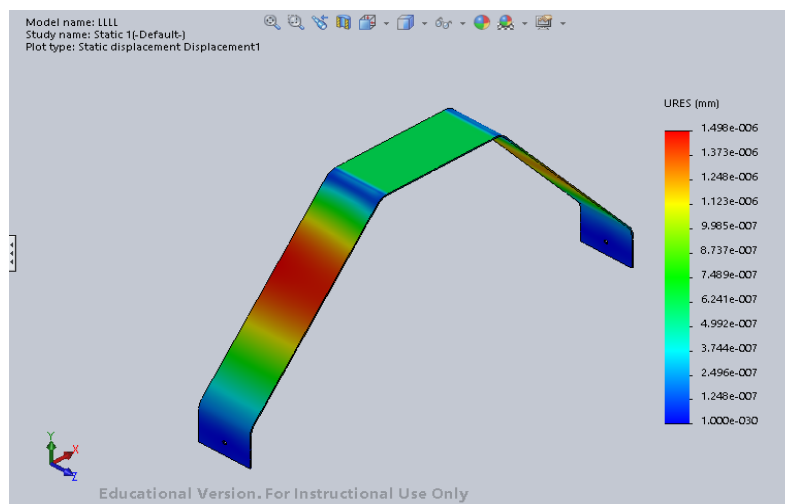 Model name: LLLL
Study name: Static 1(-Default-)
Plot type: Static displacement Displacement1
URES (mm)
1.498e-006
1.373e-006
1.248e-006
1.123e-006
9.985e-007
8.737e-007
7.489e-007
6.241e-007
4.992e-007
3.744e-007
2.496e-007
1.248e-007
1.000e-030
Y
X
Z
Educational Version. For Instructional Use Only